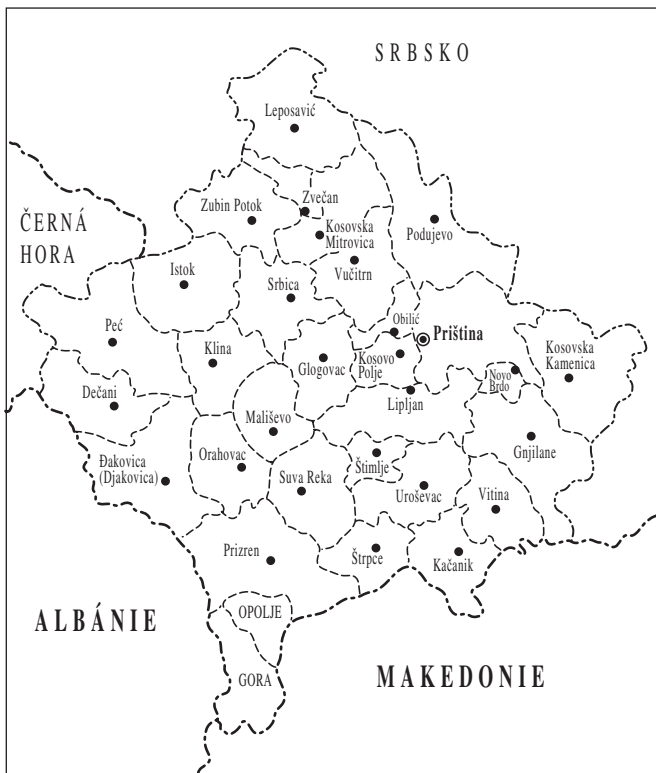 SRBSKO
Leposavić
ČERNÁ
HORA
Zubin Potok
Zvečan
Kosovska
Mitrovica
Podujevo
Istok
Srbica
Vučitrn
Peć
Klina
Glogovac
Obilić
Priština
Kosovo
Polje
Kosovska
Kamenica
Novo
Brdo
Dečani
Mališevo
Lipljan
Gnjilane
Đakovica
(Djakovica)
Orahovac
Suva Reka
Štimlje
Uroševac
Vitina
Prizren
Štrpce
Kačanik
ALBÁNIE
OPOLJE
GORA
MAKEDONIE